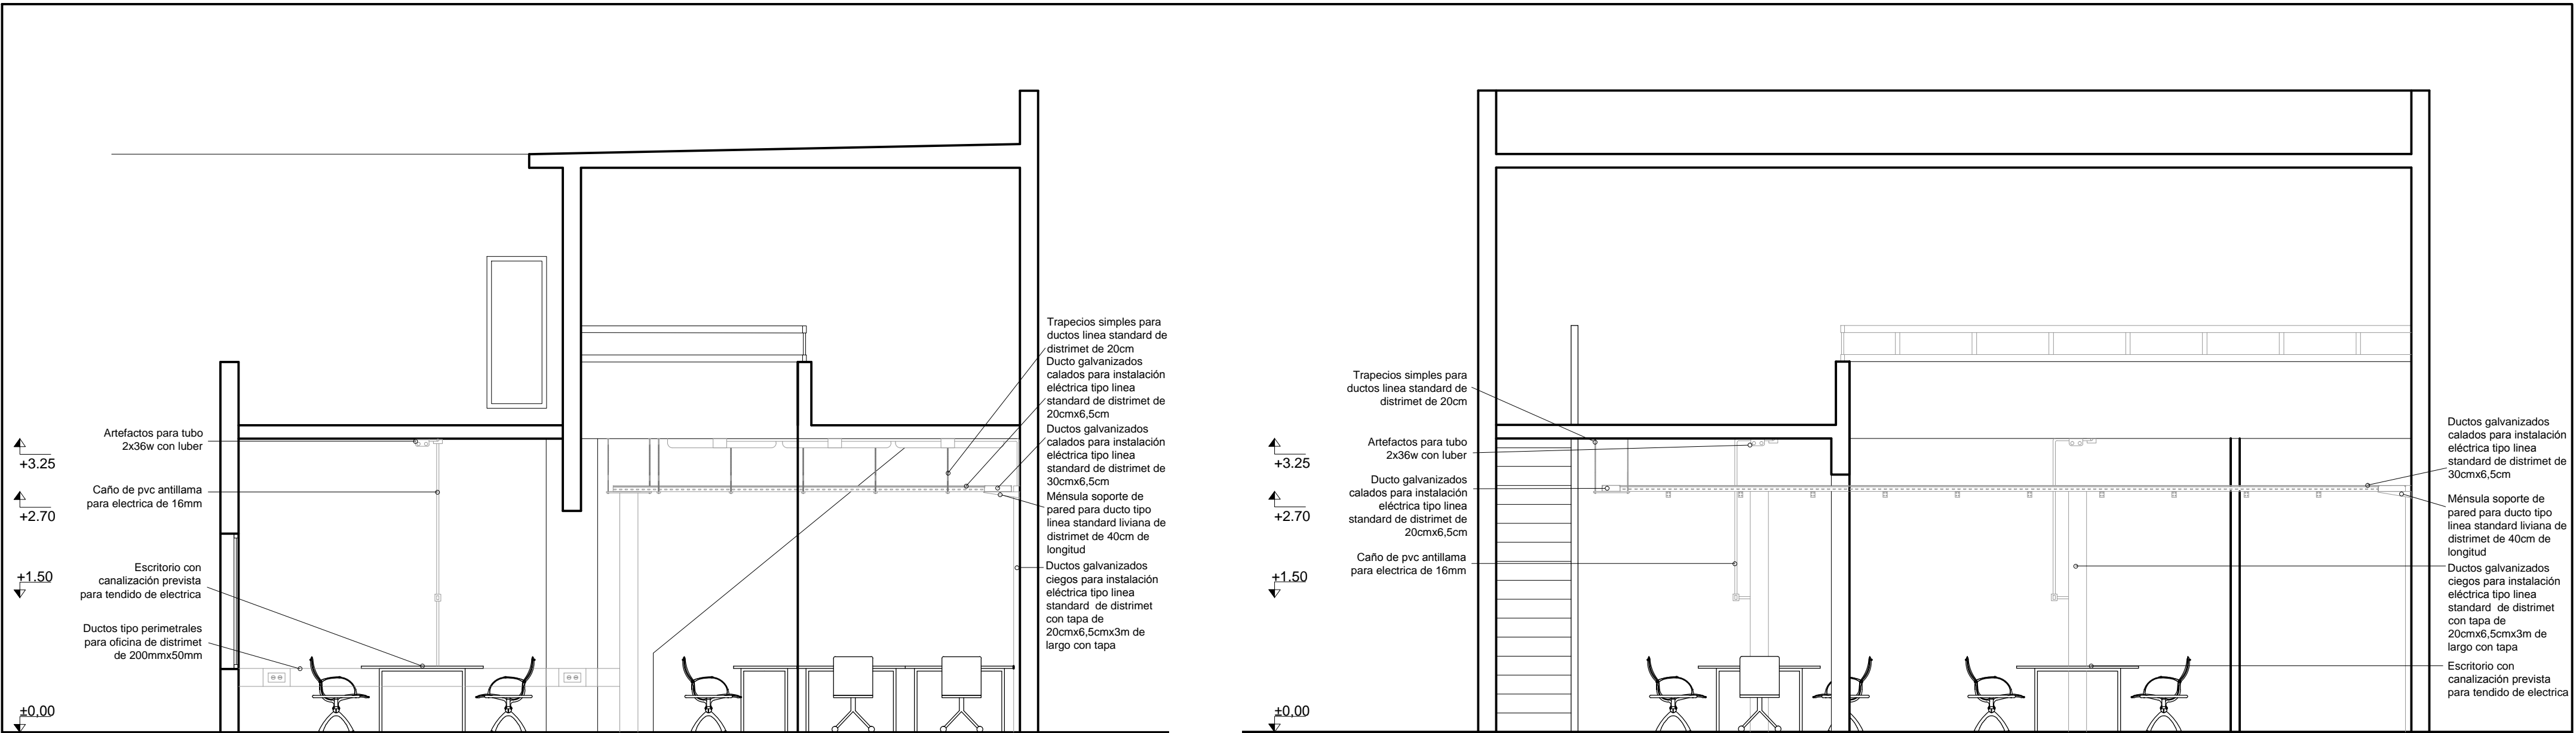 Artefactos para tubo
2x36w con luber
Caño de pvc antillama
para electrica de 16mm
Escritorio con
canalización prevista
para tendido de electrica
Ductos tipo perimetrales
para oficina de distrimet
de 200mmx50mm
+3.25
+2.70
+1.50
±0,00
Trapecios simples para
ductos linea standard de
distrimet de 20cm
Ducto galvanizados
calados para instalación
eléctrica tipo linea
standard de distrimet de
20cmx6,5cm
Ductos galvanizados
calados para instalación
eléctrica tipo linea
standard de distrimet de
30cmx6,5cm
Ménsula soporte de
pared para ducto tipo
linea standard liviana de
distrimet de 40cm de
longitud
Ductos galvanizados
ciegos para instalación
eléctrica tipo linea
standard  de distrimet
con tapa de
20cmx6,5cmx3m de
largo con tapa
+3.25
+2.70
+1.50
±0,00
Trapecios simples para
ductos linea standard de
distrimet de 20cm
Artefactos para tubo
2x36w con luber
Ducto galvanizados
calados para instalación
eléctrica tipo linea
standard de distrimet de
20cmx6,5cm
Caño de pvc antillama
para electrica de 16mm
Ductos galvanizados
calados para instalación
eléctrica tipo linea
standard de distrimet de
30cmx6,5cm
Ménsula soporte de
pared para ducto tipo
linea standard liviana de
distrimet de 40cm de
longitud
Ductos galvanizados
ciegos para instalación
eléctrica tipo linea
standard  de distrimet
con tapa de
20cmx6,5cmx3m de
largo con tapa
Escritorio con
canalización prevista
para tendido de electrica